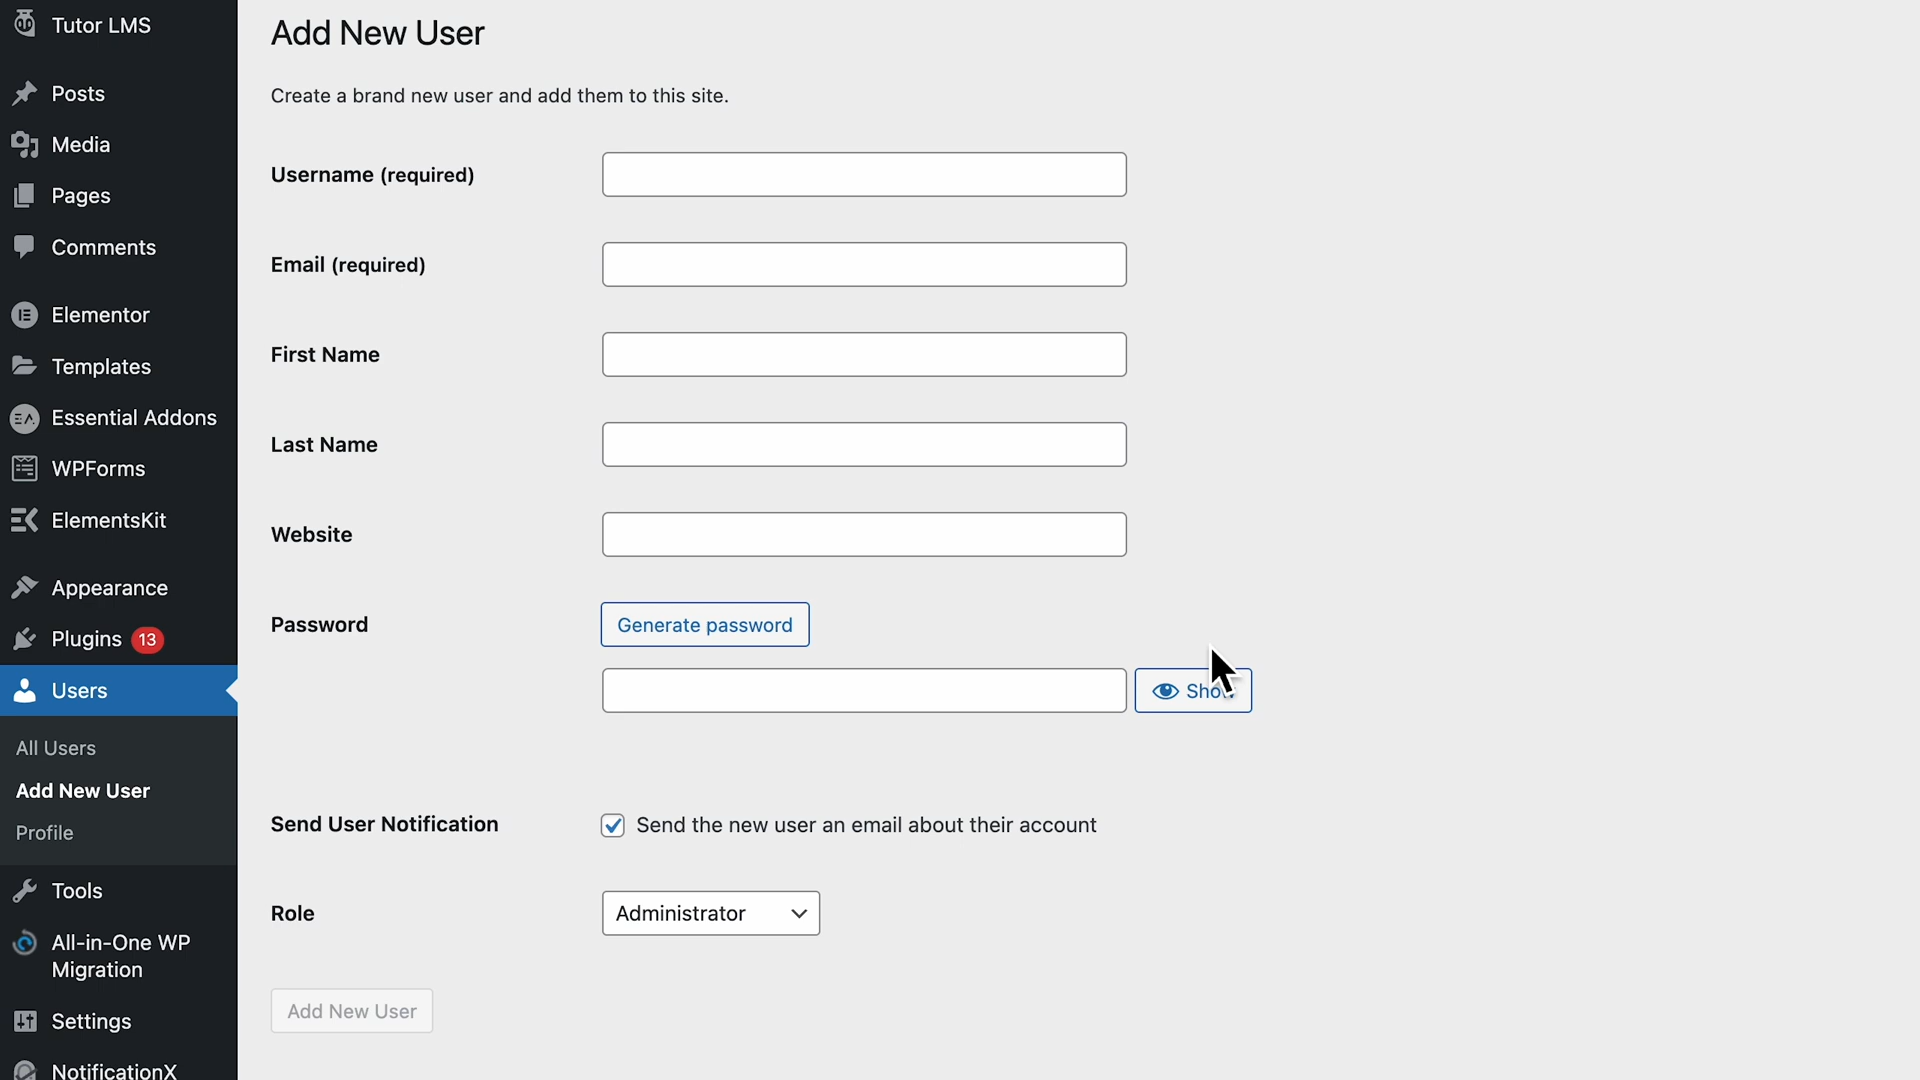 Tutor LMS
Posts
Media
Pages
Comments
Elementor
Templates
Essential Addons
WPForms
ElementsKit
Appearance
Plugins 13
Users
All Users
Add New User
Profile
Tools
All-in-One WP
Migration
Settings
NotificationX
Add New User
Create a brand new user and add them to this site.
Username (required)
Email (required)
First Name
Last Name
Website
Password
Generate password
Show
Send User Notification
Send the new user an email about their account
Role
Administrator
Add New User